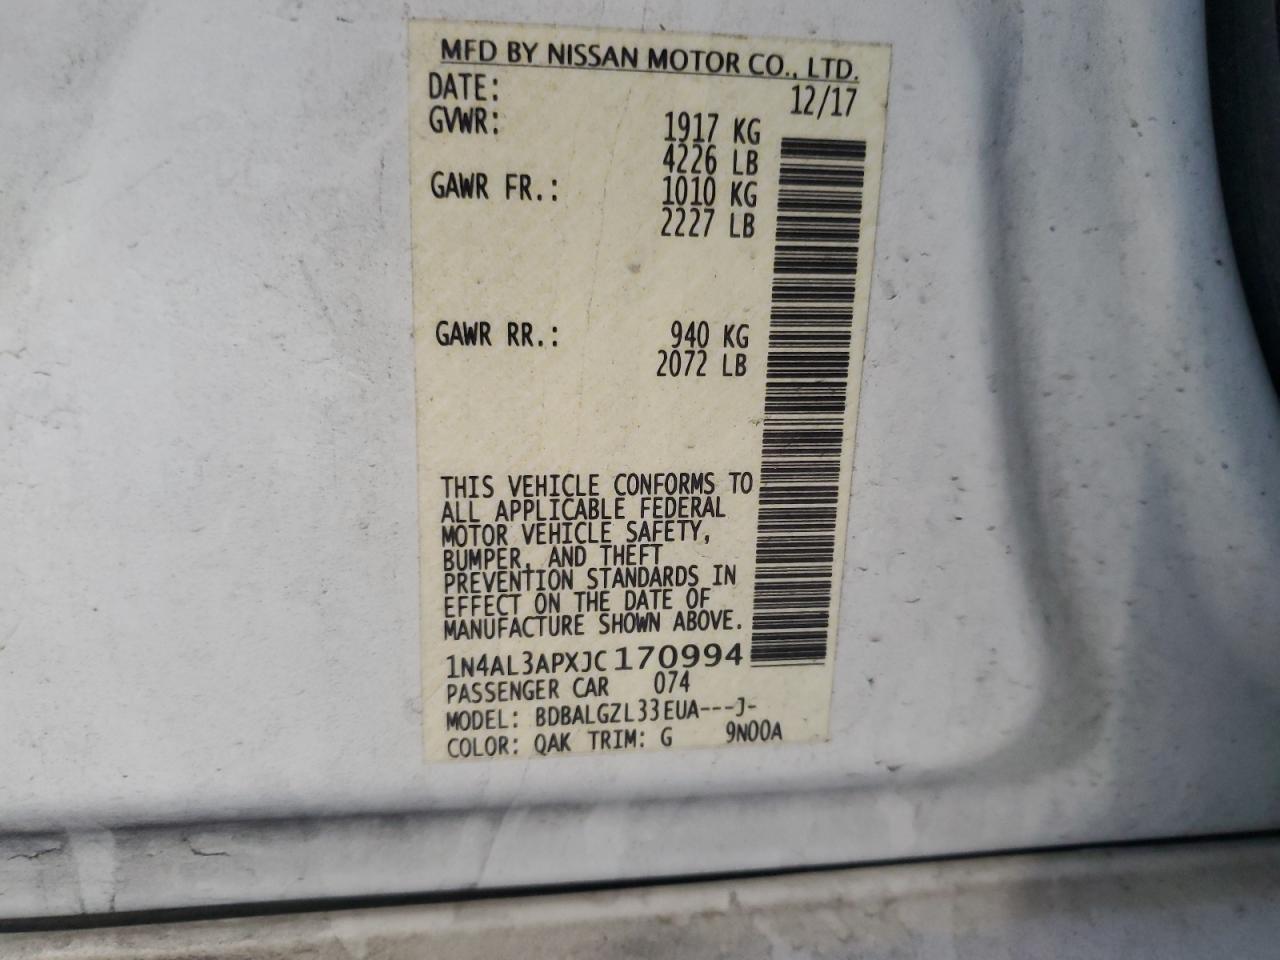 MFD BY NISSAN MOTOR CO., LTD.
DATE: 12/17
GVWR: 1917 KG
4226 LB
GAWR FR.: 1010 KG
2227 LB
GAWR RR.: 940 KG
2072 LB
THIS VEHICLE CONFORMS TO
ALL APPLICABLE FEDERAL
MOTOR VEHICLE SAFETY,
BUMPER, AND THEFT
PREVENTION STANDARDS IN
EFFECT ON THE DATE OF
MANUFACTURE SHOWN ABOVE.
1N4AL3APXJC170994
PASSENGER CAR 074
MODEL: BDBALGZL33EUA---J-
COLOR: QAK TRIM: G 9N00A